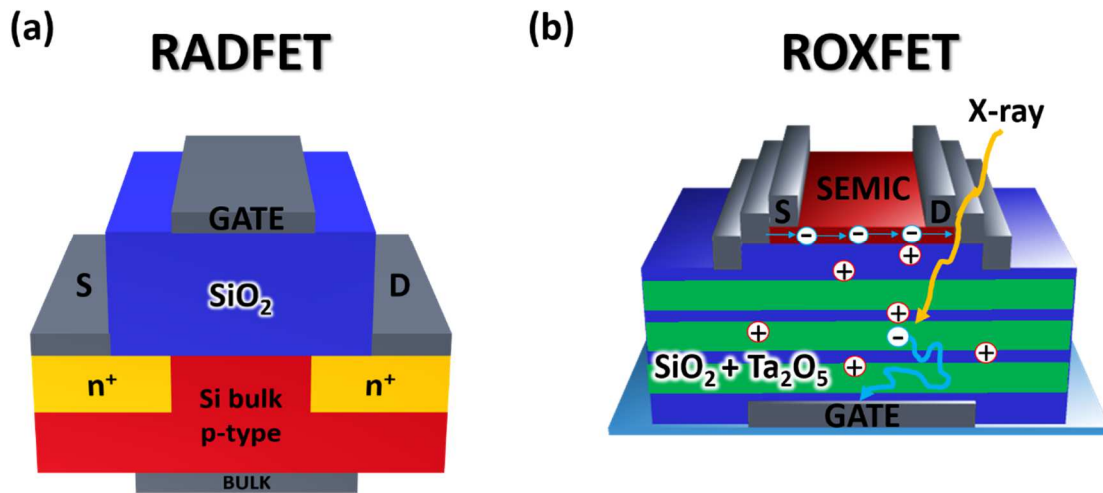 (a)
RADFET
GATE
S
D
SiO₂
n⁺
n⁺
Si bulk
p-type
BULK
(b)
ROXFET
X-ray
SEMIC
S
D
−
−
−
+
+
+
+
−
+
+
SiO₂ + Ta₂O₅
GATE